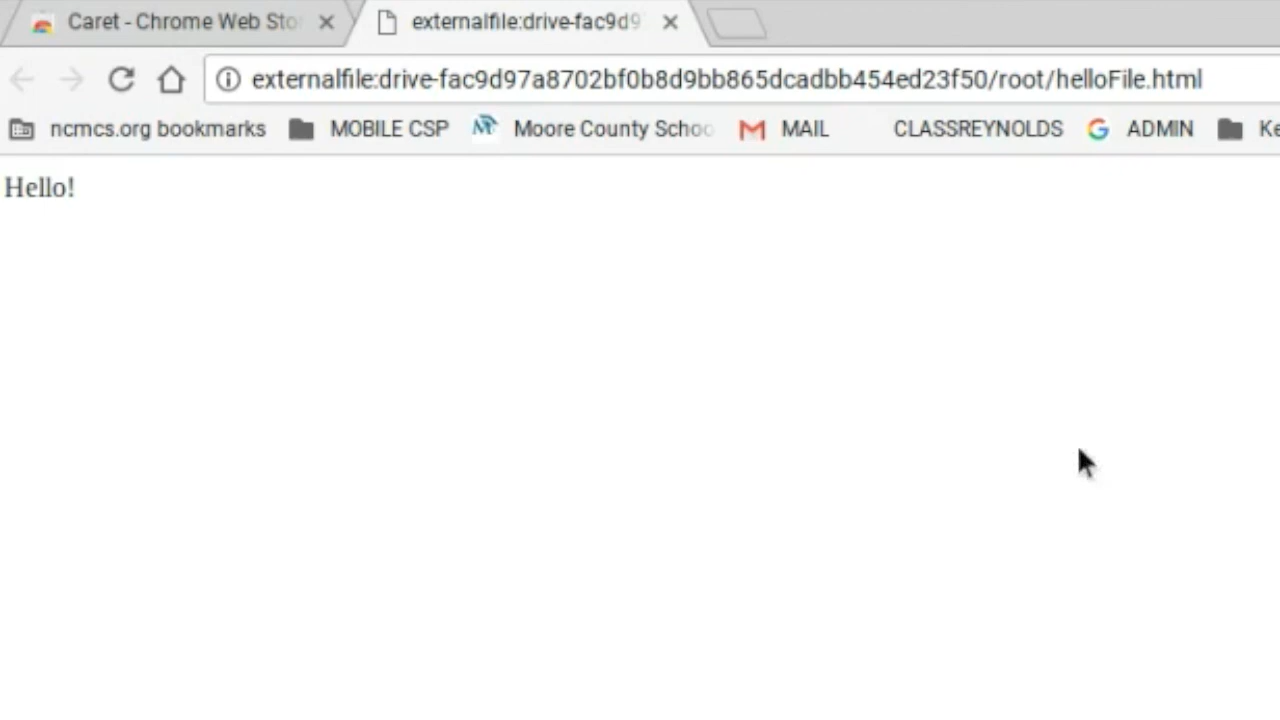 Caret - Chrome Web Sto
externalfile:drive-fac9d9
externalfile:drive-fac9d97a8702bf0b8d9bb865dcadbb454ed23f50/root/helloFile.html
ncmcs.org bookmarks MOBILE CSP Moore County Schoo MAIL CLASSREYNOLDS ADMIN Ke
Hello!